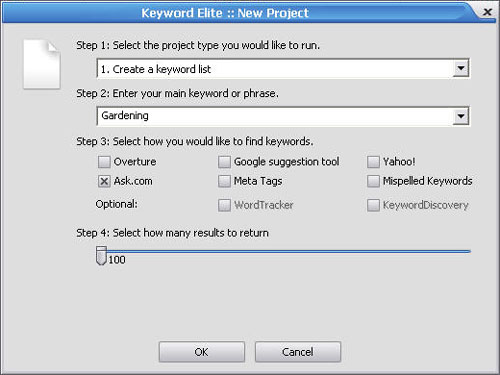 Keyword Elite :: New Project
Step 1: Select the project type you would like to run.
1. Create a keyword list
Step 2: Enter your main keyword or phrase.
Gardening
Step 3: Select how you would like to find keywords.
Overture Google suggestion tool Yahoo!
Ask.com Meta Tags Mispelled Keywords
Optional: WordTracker KeywordDiscovery
Step 4: Select how many results to return
100
OK Cancel